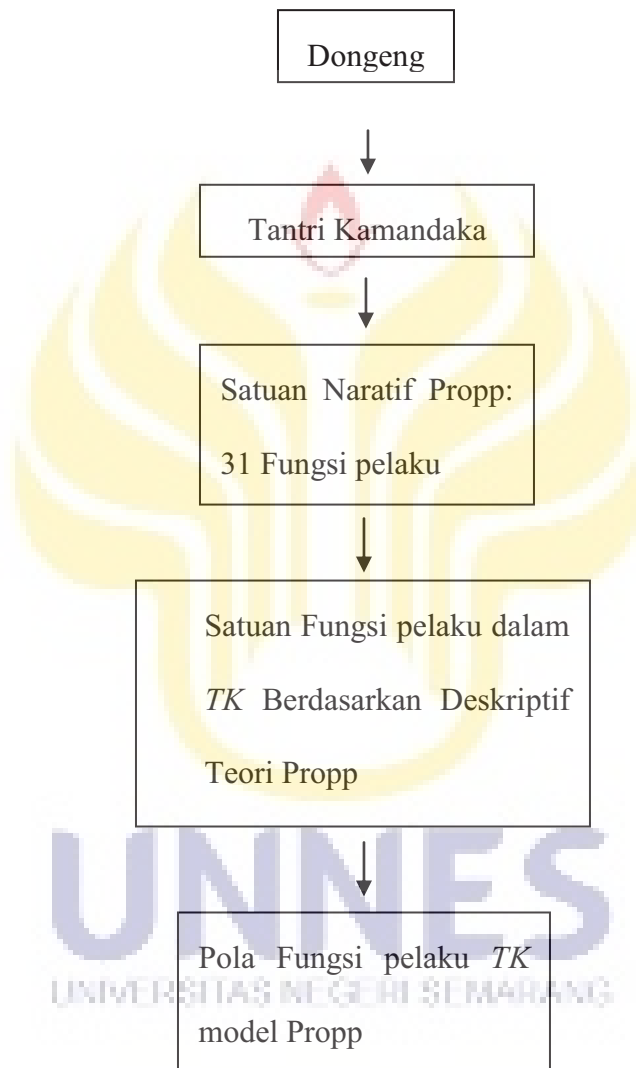 Dongeng
Tantri Kamandaka
Satuan Naratif Propp:
31 Fungsi pelaku
Satuan Fungsi pelaku dalam
TK Berdasarkan Deskriptif
Teori Propp
UNNES
Pola Fungsi pelaku TK
UNIVERSITAS NEGERI SEMARANG
model Propp